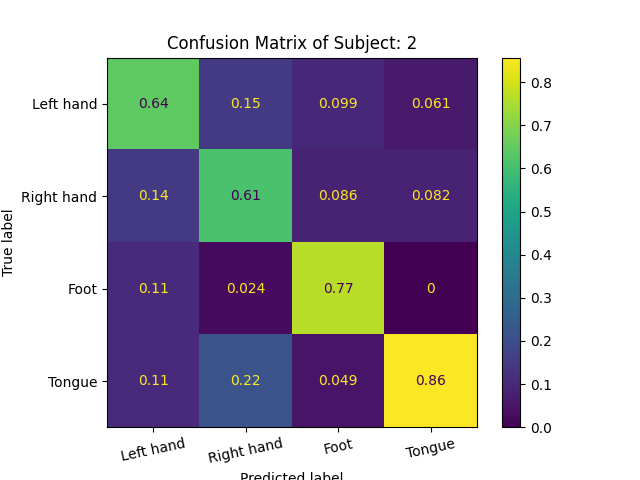 Confusion Matrix of Subject: 2
True label
Left hand 0.64 0.15 0.099 0.061
Right hand 0.14 0.61 0.086 0.082
Foot 0.11 0.024 0.77 0
Tongue 0.11 0.22 0.049 0.86
Left hand Right hand Foot Tongue
Predicted label
0.8
0.7
0.6
0.5
0.4
0.3
0.2
0.1
0.0